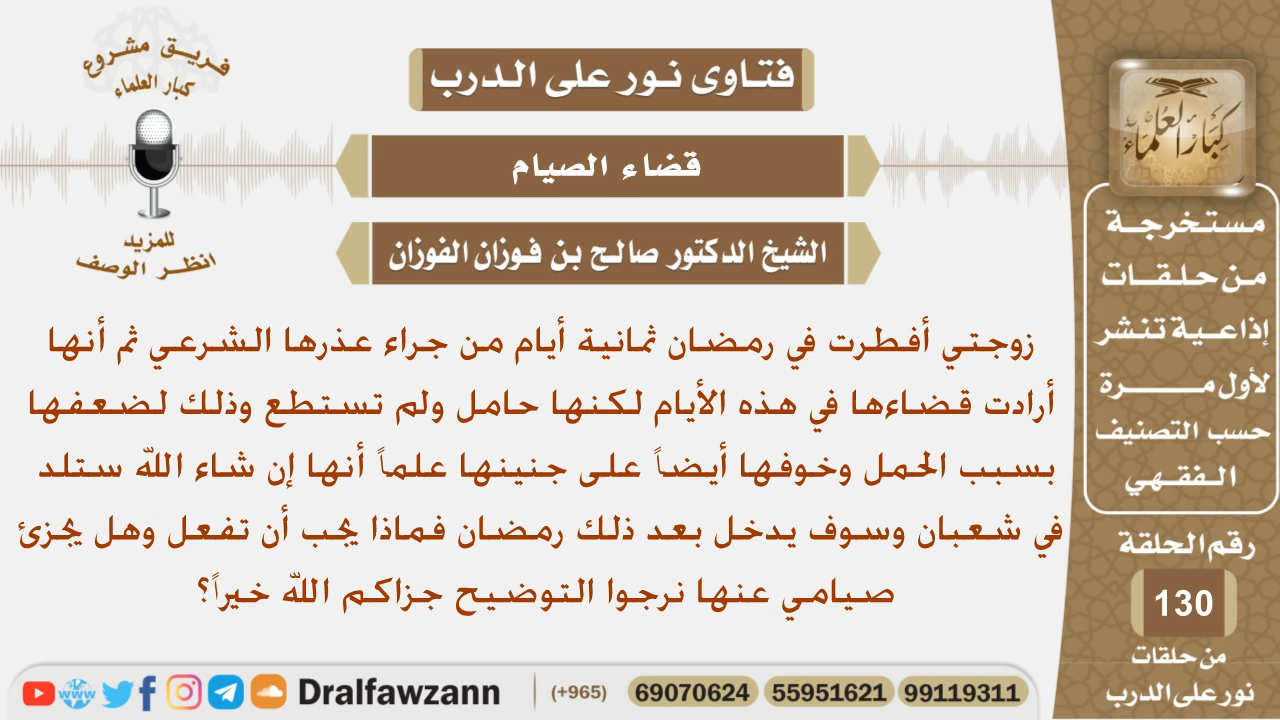 فريق مشروع
كبار العلماء
للمزيد
انظر الوصف
فتاوى نور على الدرب
قضاء الصيام
الشيخ الدكتور صالح بن فوزان الفوزان
زوجتي أفطرت في رمضان ثمانية أيام من جراء عذرها الشرعي ثم أنها
أرادت قضاءها في هذه الأيام لكنها حامل ولم تستطع وذلك لضعفها
بسبب الحمل وخوفها أيضاً على جنينها علماً أنها إن شاء الله ستلد
في شعبان وسوف يدخل بعد ذلك رمضان فماذا يجب أن تفعل وهل يجزئ
صيامي عنها نرجوا التوضيح جزاكم الله خيراً؟
كبار العلماء
مستخرجة
من حلقات
إذاعية تنشر
لأول مرة
حسب التصنيف
الفقهي
رقم الحلقة
130
من حلقات
نور على الدرب
www
Dralfawzann
(+965) 69070624 55951621 99119311